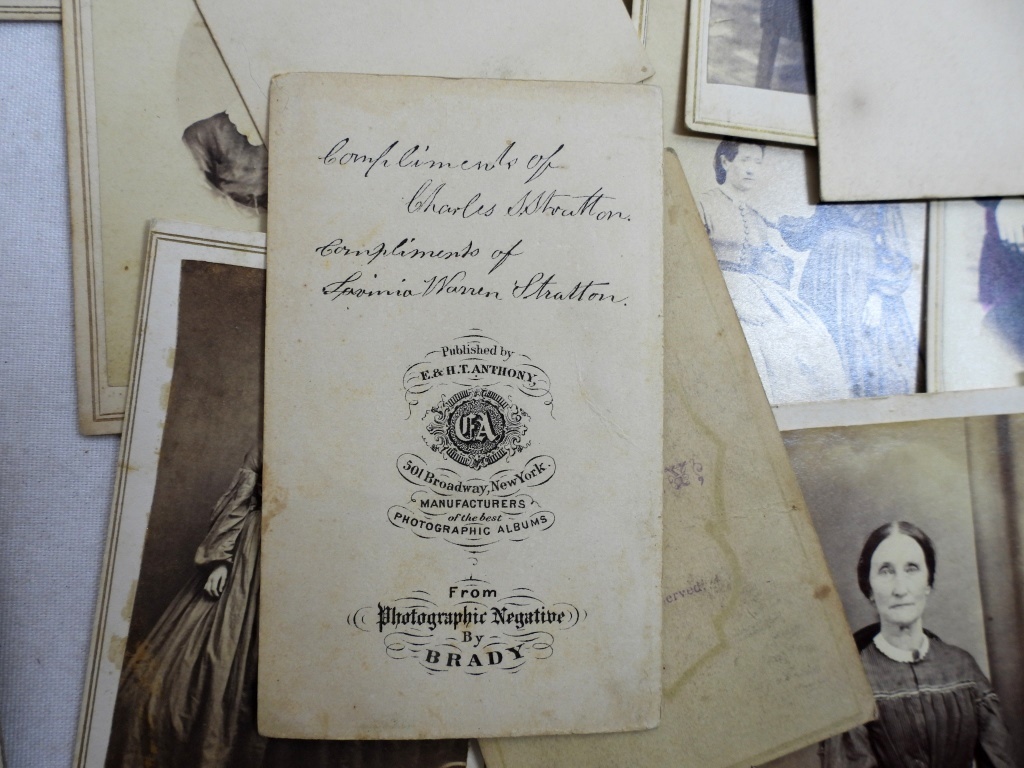 Compliments of
Charles S. Stratton.
Compliments of
Lavinia Warren Stratton.
Published by
E. & H. T. ANTHONY,
EA
501 Broadway, New York.
MANUFACTURERS
of the best
PHOTOGRAPHIC ALBUMS
From
Photographic Negative
By
BRADY